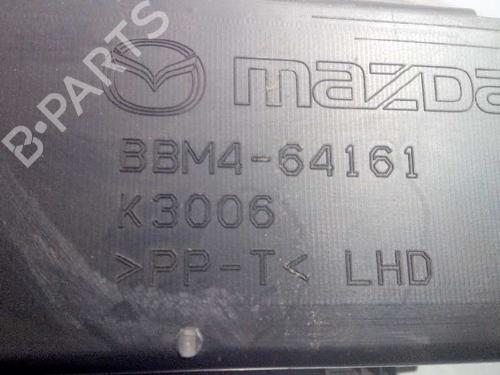 B-PARTS
mazda
BBM4-64161
K3006
>PP-T< LHD